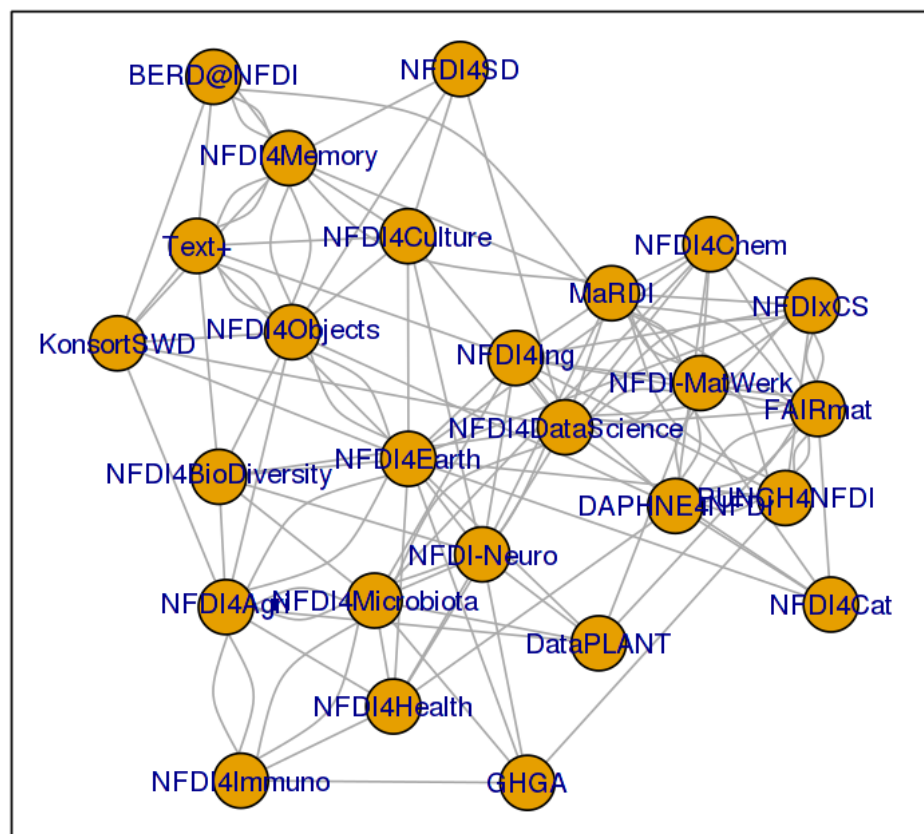 BERD@NFDI
NFDI4SD
NFDI4Memory
NFDI4Culture
Text+
NFDI4Chem
MaRDI
NFDIxCS
NFDI4Objects
KonsortSWD
NFDI4Ing
NFDI-MatWerk
FAIRmat
NFDI4DataScience
NFDI4Earth
NFDI4BioDiversity
DAPHNE4NFDI
PUNCH4NFDI
NFDI-Neuro
NFDI4Agri
NFDI4Microbiota
NFDI4Cat
DataPLANT
NFDI4Health
NFDI4Immuno
GHGA